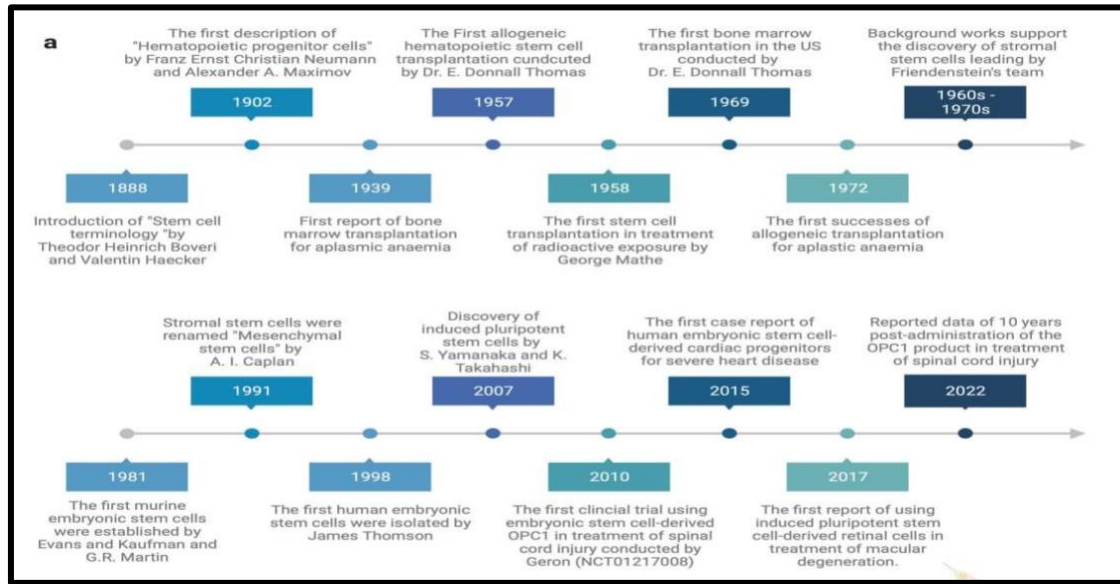 a
The first description of
"Hematopoietic progenitor cells"
by Franz Ernst Christian Neumann
and Alexander A. Maximov
1902
The First allogeneic
hematopoietic stem cell
transplantation cundcuted
by Dr. E. Donnall Thomas
1957
The first bone marrow
transplantation in the US
conducted by
Dr. E. Donnall Thomas
1969
Background works support
the discovery of stromal
stem cells leading by
Friendenstein's team
1960s -
1970s
1888
Introduction of "Stem cell
terminology "by
Theodor Heinrich Boveri
and Valentin Haecker
1939
First report of bone
marrow transplantation
for aplasmic anaemia
1958
The first stem cell
transplantation in treatment
of radioactive exposure by
George Mathe
1972
The first successes of
allogeneic transplantation
for aplastic anaemia
Stromal stem cells were
renamed "Mesenchymal
stem cells" by
A. I. Caplan
1991
Discovery of
induced pluripotent
stem cells by
S. Yamanaka and K.
Takahashi
2007
The first case report of
human embryonic stem cell-
derived cardiac progenitors
for severe heart disease
2015
Reported data of 10 years
post-administration of the
OPC1 product in treatment
of spinal cord injury
2022
1981
The first murine
embryonic stem cells
were established by
Evans and Kaufman and
G.R. Martin
1998
The first human embryonic
stem cells were isolated by
James Thomson
2010
The first clincial trial using
embryonic stem cell-derived
OPC1 in treatment of spinal
cord injury conducted by
Geron (NCT01217008)
2017
The first report of using
induced pluripotent stem
cell-derived retinal cells in
treatment of macular
degeneration.